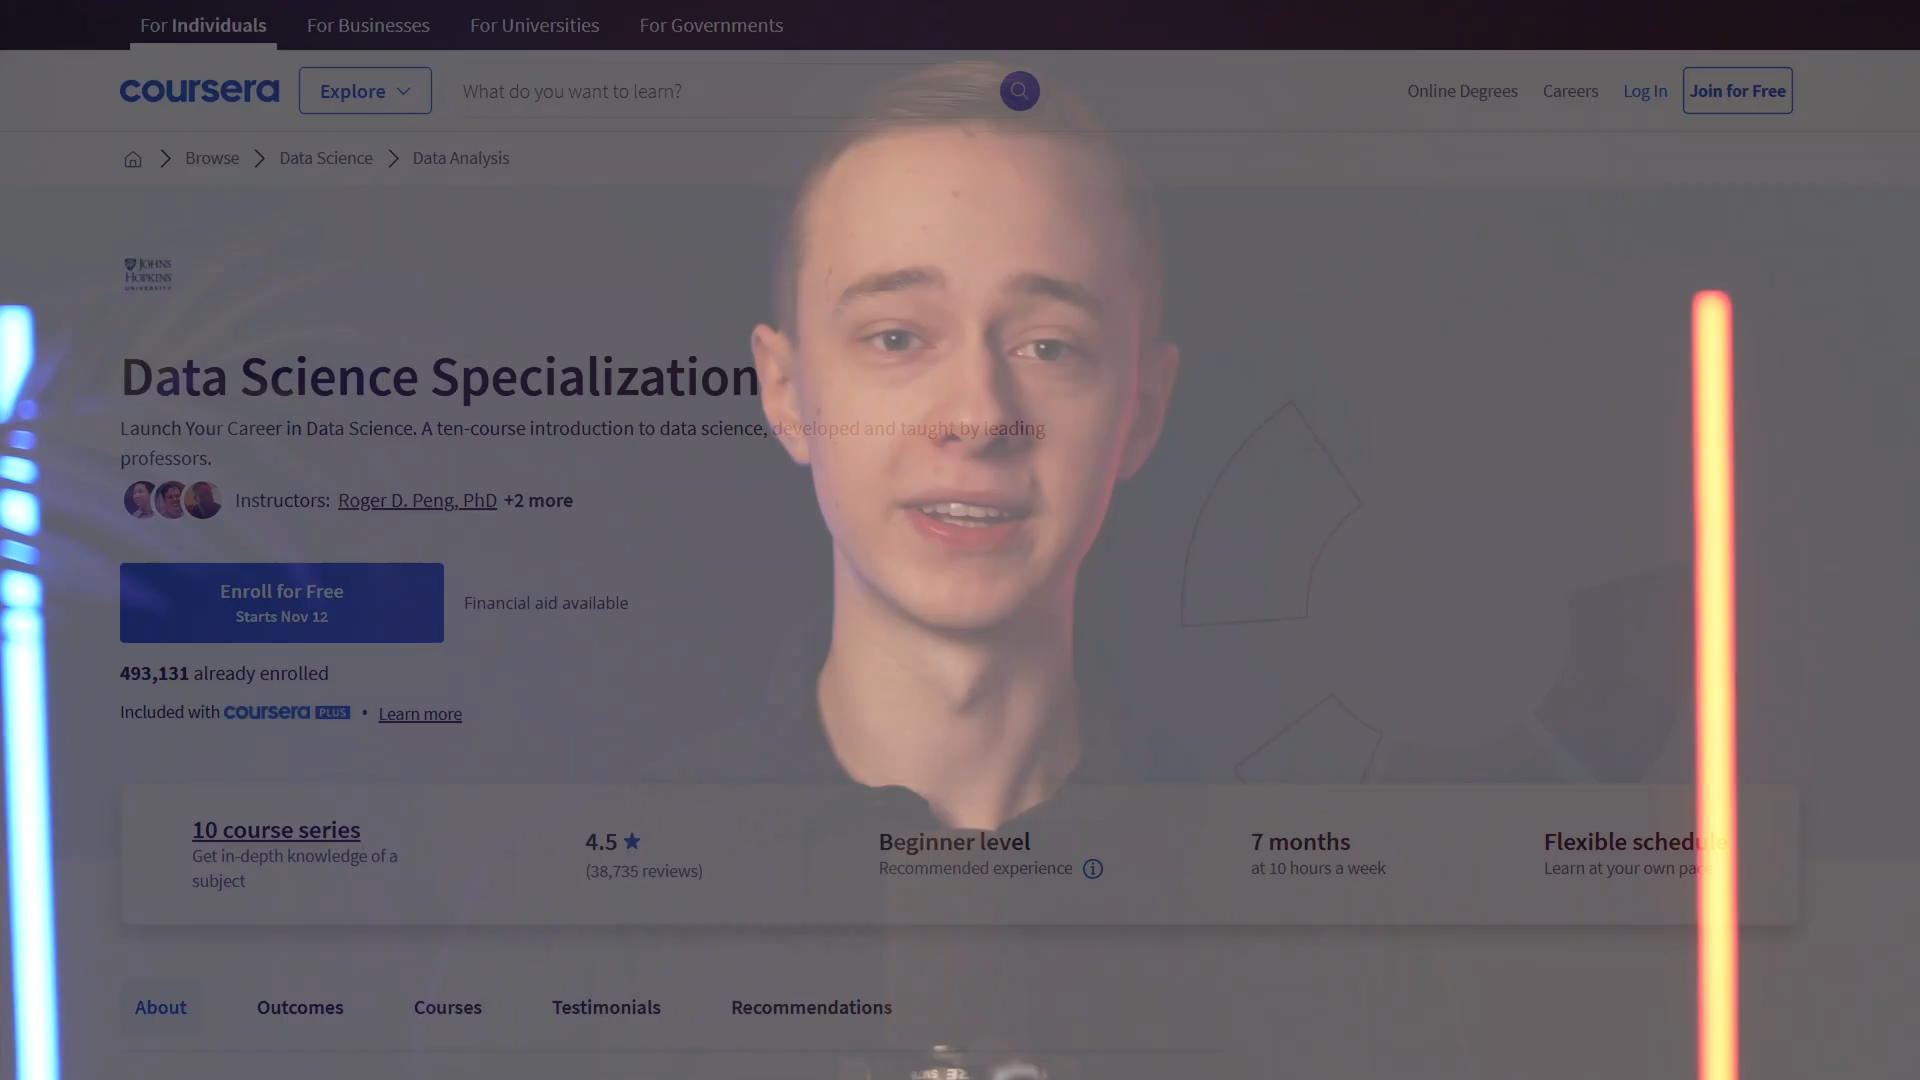 For Individuals For Businesses For Universities For Governments
coursera Explore What do you want to learn? Online Degrees Careers Log In Join for Free
Browse Data Science Data Analysis
JOHNS
HOPKINS
UNIVERSITY
Data Science Specialization
Launch Your Career in Data Science. A ten-course introduction to data science, developed and taught by leading
professors.
Instructors: Roger D. Peng, PhD +2 more
Enroll for Free
Starts Nov 12
Financial aid available
493,131 already enrolled
Included with coursera PLUS • Learn more
10 course series
Get in-depth knowledge of a
subject
4.5
(38,735 reviews)
Beginner level
Recommended experience
7 months
at 10 hours a week
Flexible schedule
Learn at your own pace
About Outcomes Courses Testimonials Recommendations